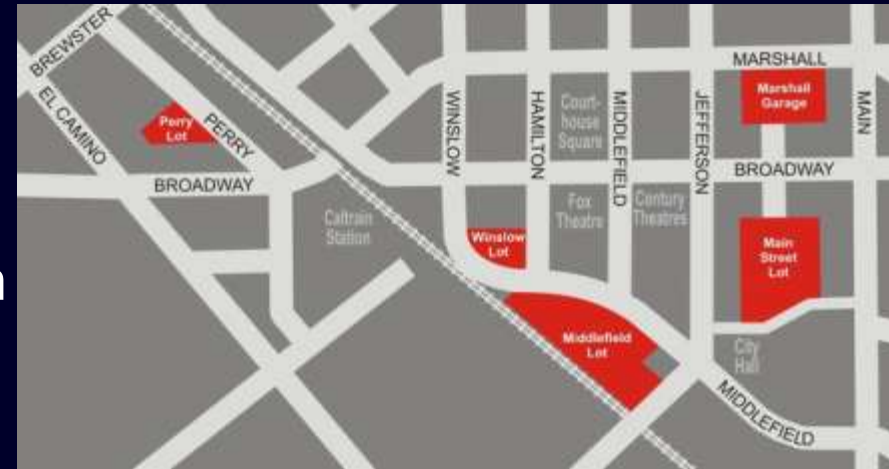 BREWSTER
MARSHALL
EL CAMINO
Perry
Lot
PERRY
WINSLOW
HAMILTON
Court-
house
Square
MIDDLEFIELD
JEFFERSON
Marshall
Garage
MAIN
BROADWAY
BROADWAY
Caltrain
Station
Fox
Theatre
Century
Theatres
Winslow
Lot
Main
Street
Lot
Middlefield
Lot
City
Hall
MIDDLEFIELD